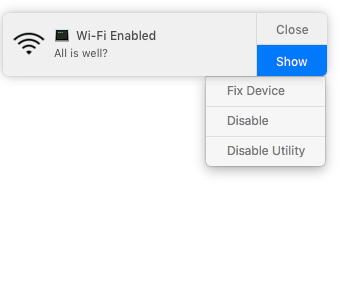 Wi-Fi Enabled
All is well?
Close
Show
Fix Device
Disable
Disable Utility